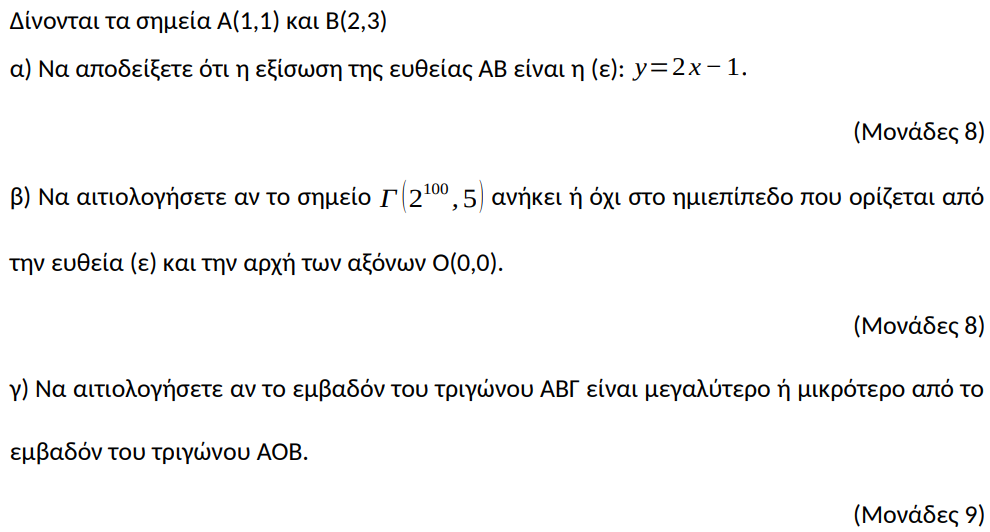 Δίνονται τα σημεία Α(1,1) και Β(2,3)
α) Να αποδείξετε ότι η εξίσωση της ευθείας ΑΒ είναι η (ε): y=2x−1.
(Μονάδες 8)
β) Να αιτιολογήσετε αν το σημείο Γ(2^100,5) ανήκει ή όχι στο ημιεπίπεδο που ορίζεται από
την ευθεία (ε) και την αρχή των αξόνων Ο(0,0).
(Μονάδες 8)
γ) Να αιτιολογήσετε αν το εμβαδόν του τριγώνου ΑΒΓ είναι μεγαλύτερο ή μικρότερο από το
εμβαδόν του τριγώνου ΑΟΒ.
(Μονάδες 9)